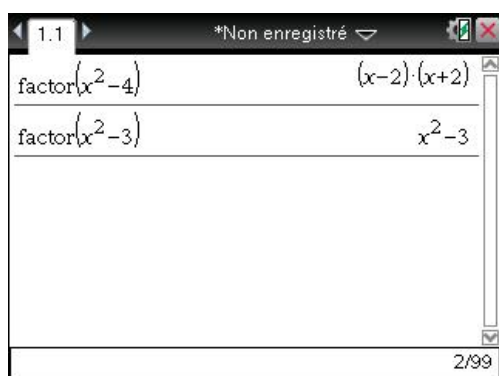 1.1 *Non enregistré
factor(x²-4) (x-2)·(x+2)
factor(x²-3) x²-3
2/99